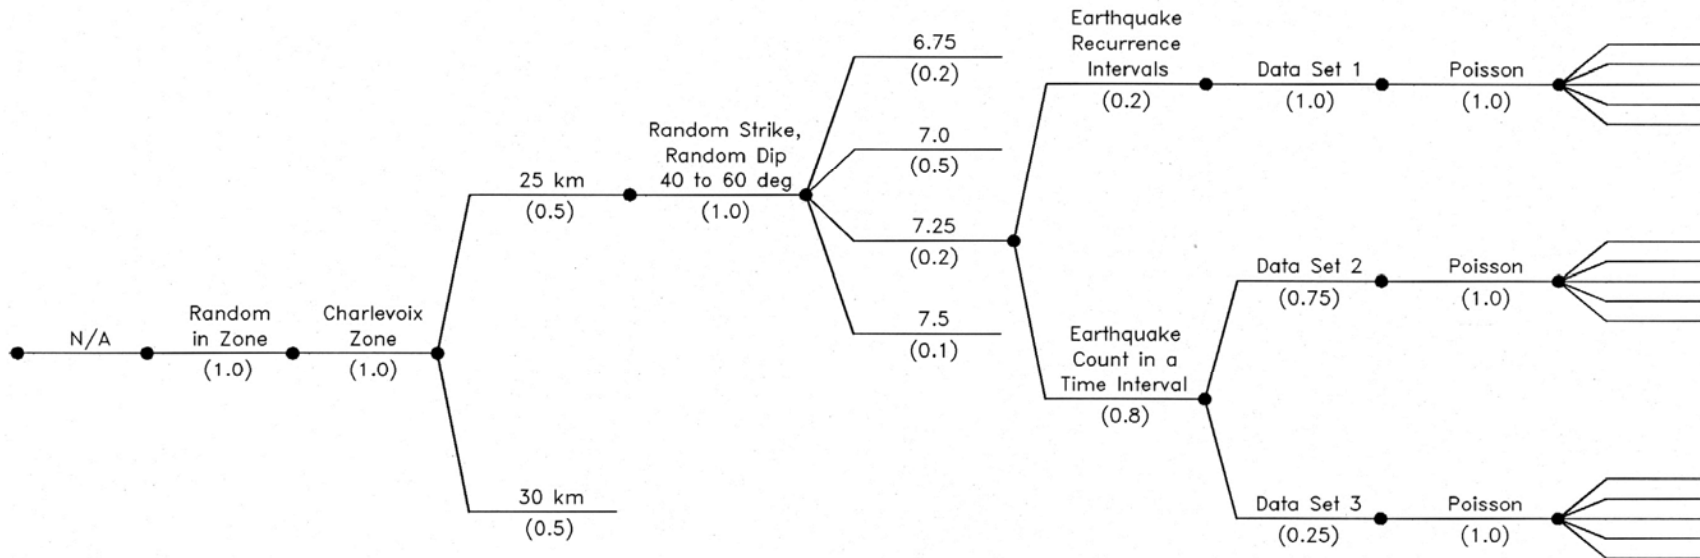 N/A
Random
in Zone
(1.0)
Charlevoix
Zone
(1.0)
25 km
(0.5)
30 km
(0.5)
Random Strike,
Random Dip
40 to 60 deg
(1.0)
6.75
(0.2)
7.0
(0.5)
7.25
(0.2)
7.5
(0.1)
Earthquake
Recurrence
Intervals
(0.2)
Earthquake
Count in a
Time Interval
(0.8)
Data Set 1
(1.0)
Poisson
(1.0)
Data Set 2
(0.75)
Poisson
(1.0)
Data Set 3
(0.25)
Poisson
(1.0)